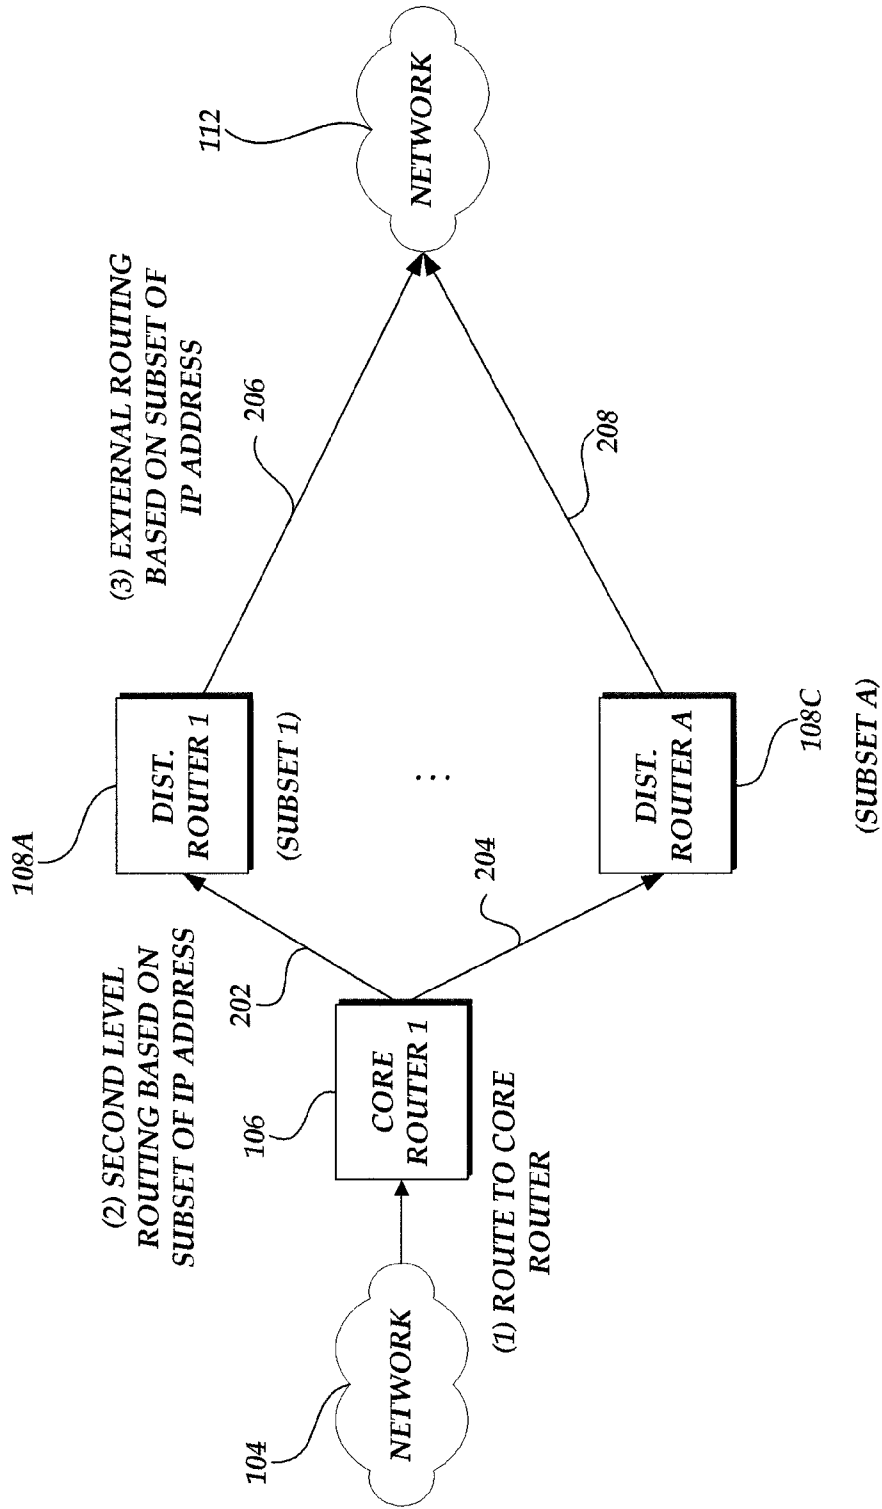 (2) SECOND LEVEL
ROUTING BASED ON
SUBSET OF IP ADDRESS
(3) EXTERNAL ROUTING
BASED ON SUBSET OF
IP ADDRESS
104
NETWORK
(1) ROUTE TO CORE
ROUTER
106
CORE
ROUTER 1
202
204
108A
DIST.
ROUTER 1
(SUBSET 1)
...
DIST.
ROUTER A
108C
(SUBSET A)
206
208
112
NETWORK